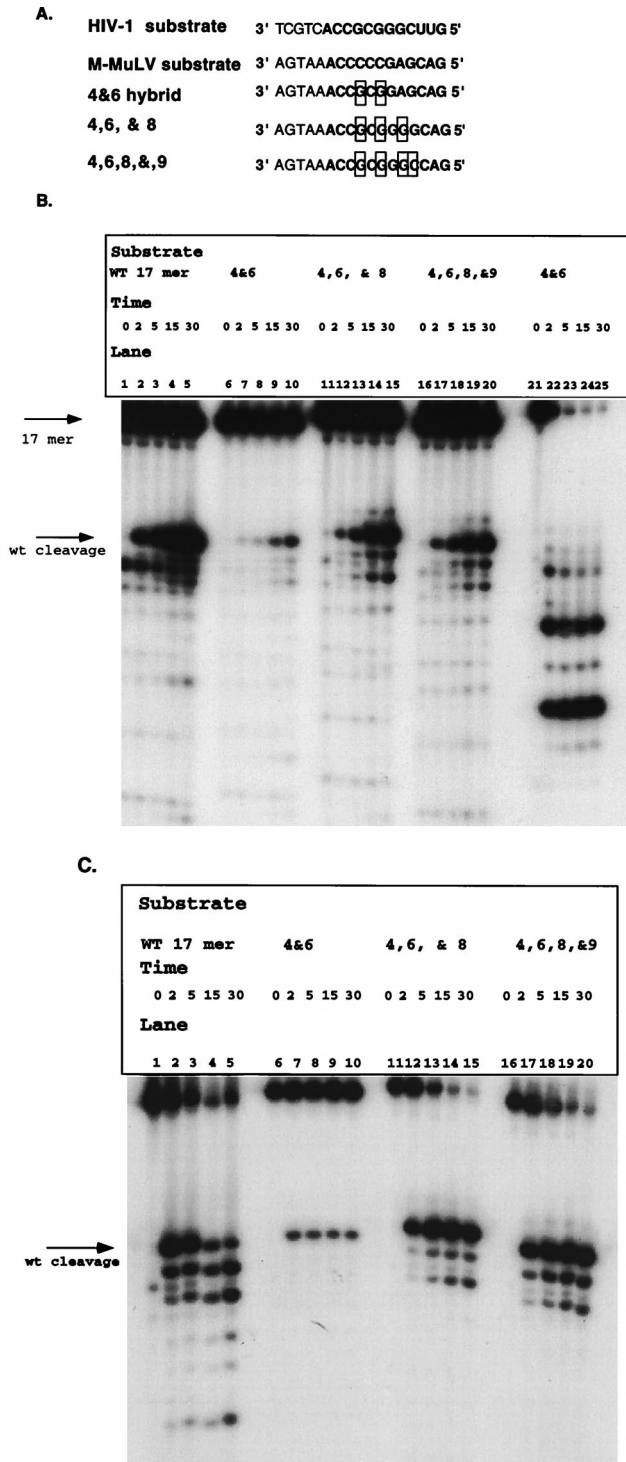 A.
HIV-1 substrate 3' TCGTCACCGCGGGCUUG 5'
M-MuLV substrate 3' AGTAAACCCCCGAGCAG 5'
4&6 hybrid 3' AGTAAACCGCGGAGCAG 5'
4,6, & 8 3' AGTAAACCGCGGGGCAG 5'
4,6,8,&,9 3' AGTAAACCGCGGGCCAG 5'
B.
Substrate
WT 17 mer 4&6 4,6, & 8 4,6,8,&9 4&6
Time
0 2 5 15 30 0 2 5 15 30 0 2 5 15 30 0 2 5 15 30 0 2 5 15 30
Lane
1 2 3 4 5 6 7 8 9 10 11 12 13 14 15 16 17 18 19 20 21 22 23 24 25
17 mer
wt cleavage
C.
Substrate
WT 17 mer 4&6 4,6, & 8 4,6,8,&9
Time
0 2 5 15 30 0 2 5 15 30 0 2 5 15 30 0 2 5 15 30
Lane
1 2 3 4 5 6 7 8 9 10 11 12 13 14 15 16 17 18 19 20
wt cleavage